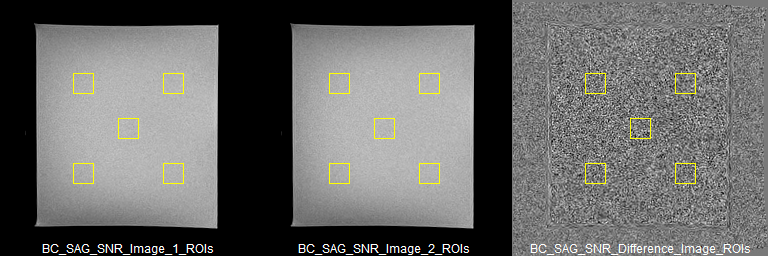 BC_SAG_SNR_Image_1_ROIs
BC_SAG_SNR_Image_2_ROIs
BC_SAG_SNR_Difference_Image_ROIs